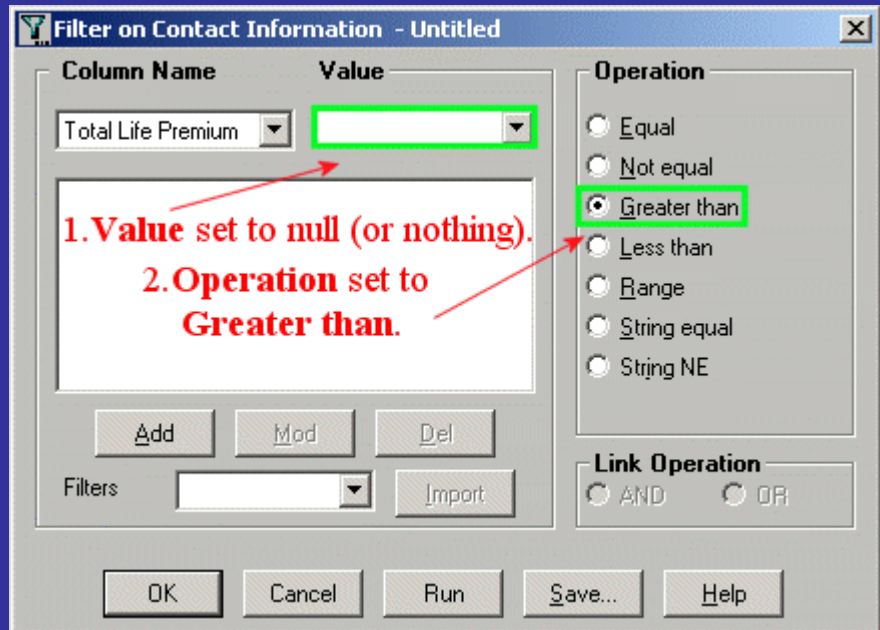 Filter on Contact Information - Untitled
Column Name
Value
Operation
Total Life Premium
Equal
Not equal
Greater than
Less than
Range
String equal
String NE
1.Value set to null (or nothing).
2.Operation set to
Greater than.
Add
Mod
Del
Filters
Import
Link Operation
AND
OR
OK
Cancel
Run
Save...
Help